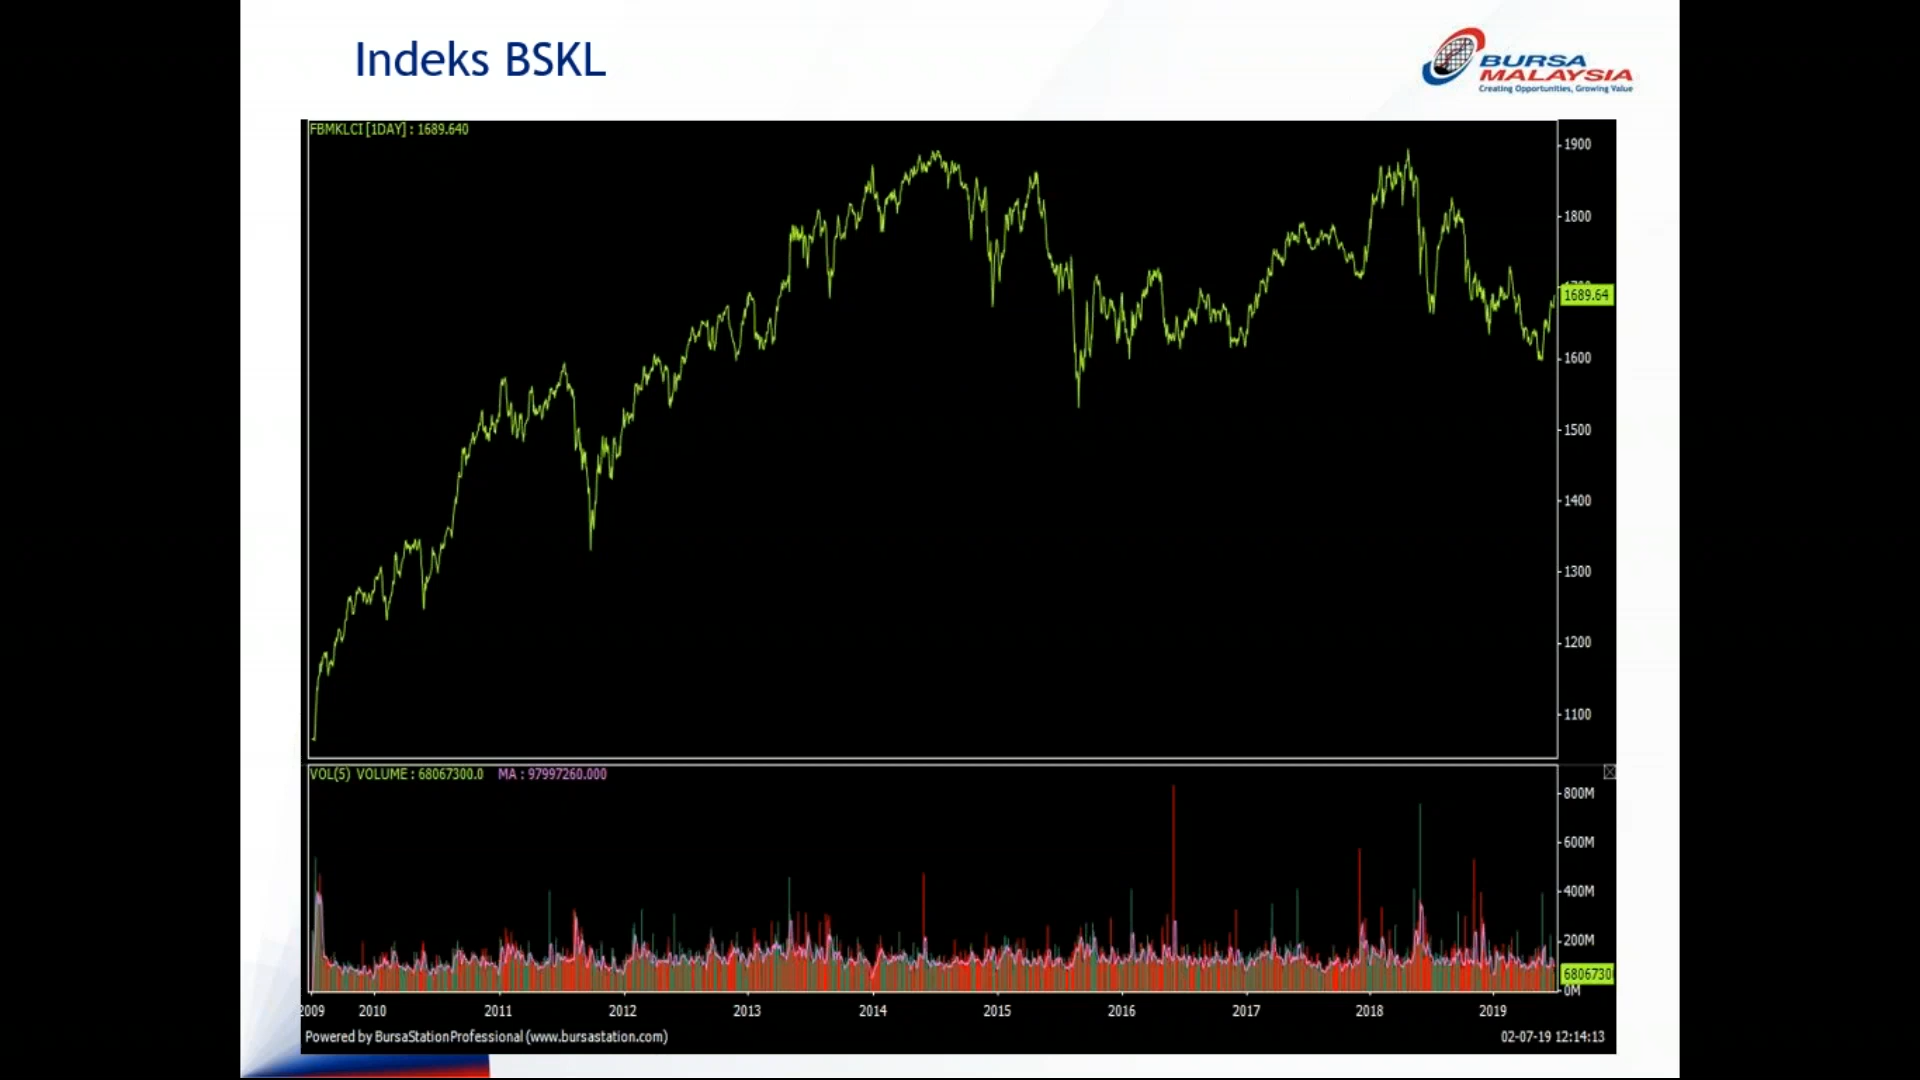 Indeks BSKL
BURSA
MALAYSIA
Creating Opportunities, Growing Value
FBMKLCI [1DAY] : 1689.640
1900
1800
1689.64
1600
1500
1400
1300
1200
1100
VOL(5) VOLUME : 68067300.0 MA : 97997260.000
800M
600M
400M
200M
6806730
0M
2009 2010 2011 2012 2013 2014 2015 2016 2017 2018 2019
Powered by BursaStationProfessional (www.bursastation.com)
02-07-19 12:14:13